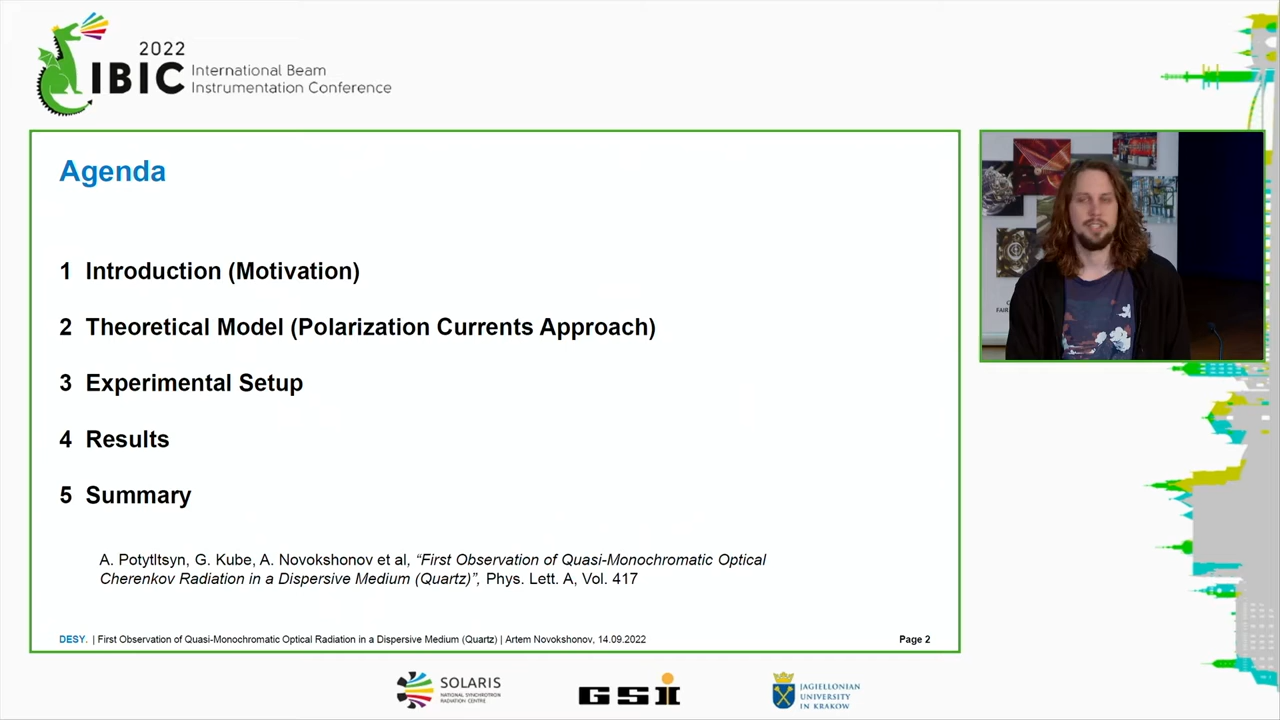 2022
IBIC International Beam
Instrumentation Conference
Agenda
1 Introduction (Motivation)
2 Theoretical Model (Polarization Currents Approach)
3 Experimental Setup
4 Results
5 Summary
A. Potytltsyn, G. Kube, A. Novokshonov et al, “First Observation of Quasi-Monochromatic Optical
Cherenkov Radiation in a Dispersive Medium (Quartz)”, Phys. Lett. A, Vol. 417
DESY. | First Observation of Quasi-Monochromatic Optical Radiation in a Dispersive Medium (Quartz) | Artem Novokshonov, 14.09.2022
Page 2
SOLARIS
NATIONAL SYNCHROTRON
RADIATION CENTRE
GSI
JAGIELLONIAN
UNIVERSITY
IN KRAKOW